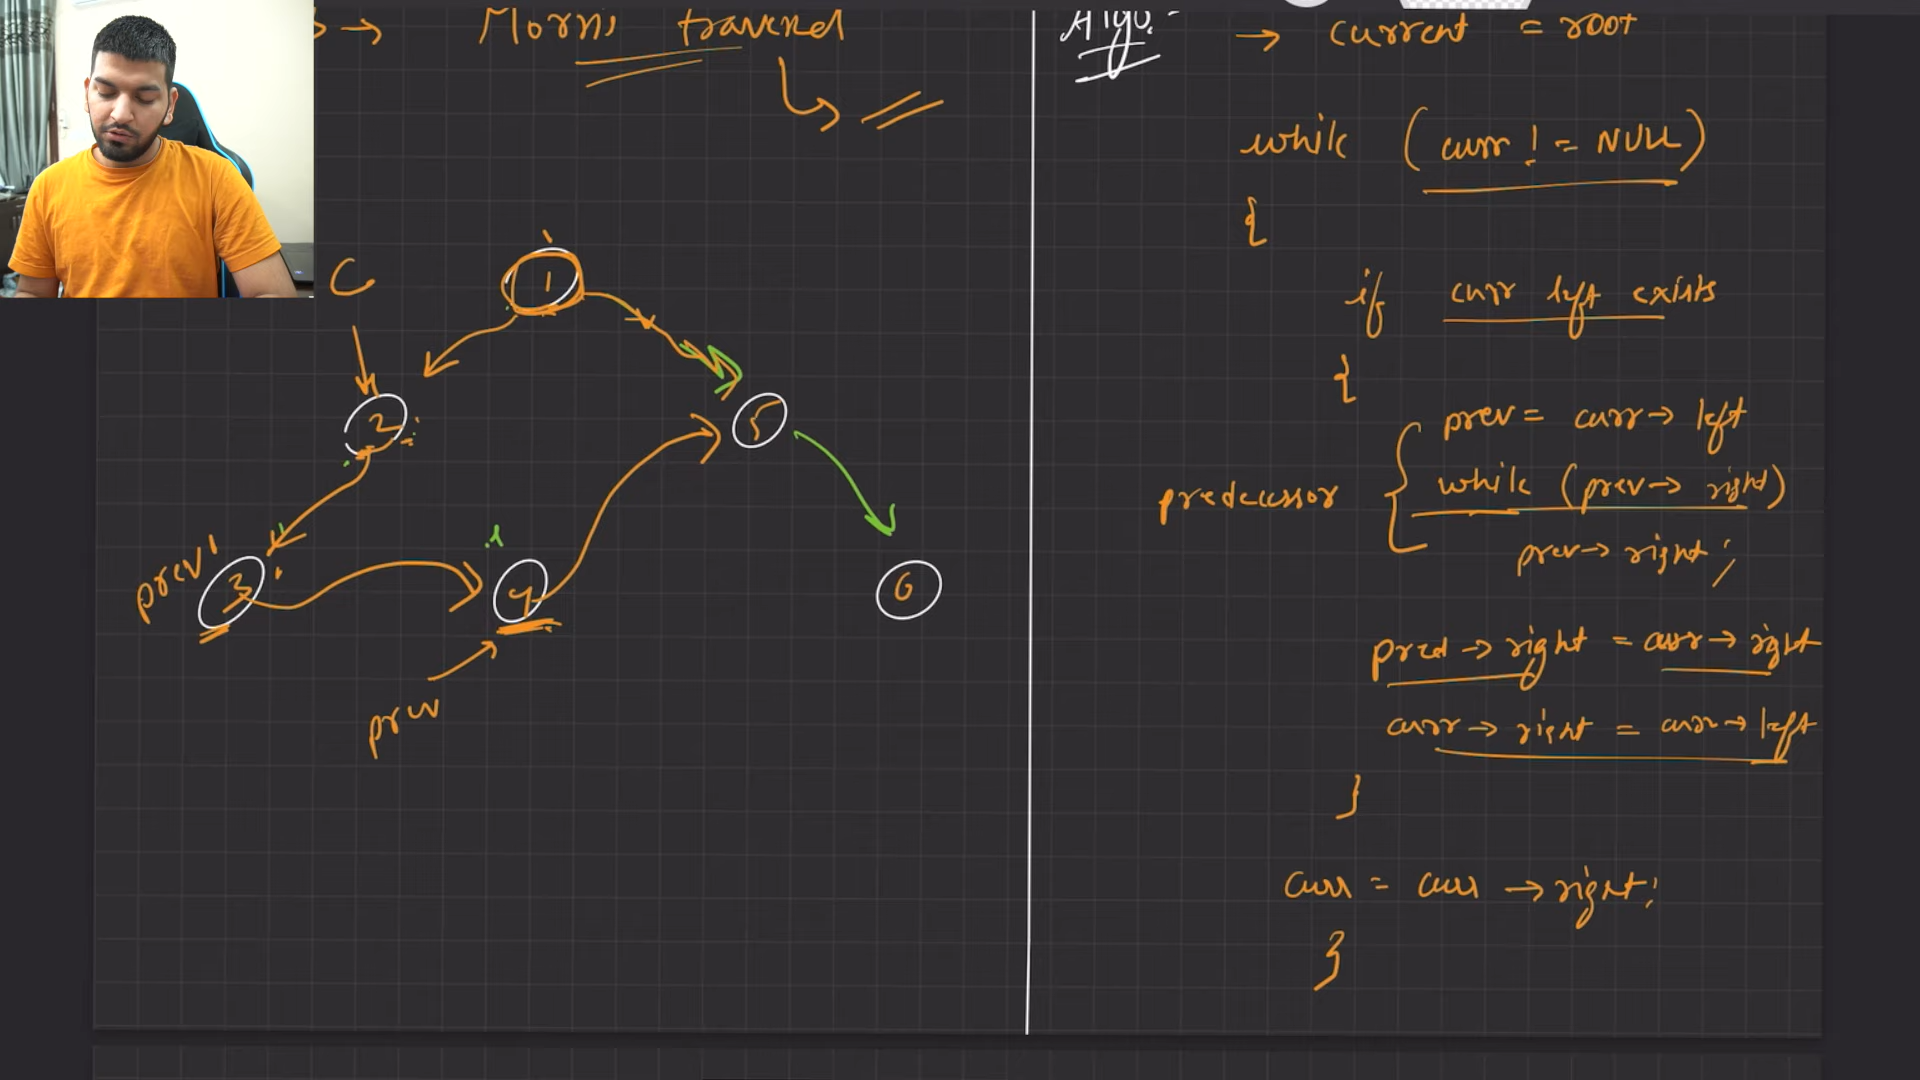 → Morris traversal
C
1
2
5
prev
3
4
6
prev
Algo:-
→ current = root
while (curr != NULL)
{
if curr left exists
{
prev = curr → left
predecessor
while (prev → right)
prev → right;
pred → right = curr → right
curr → right = curr → left
}
curr = curr → right;
}